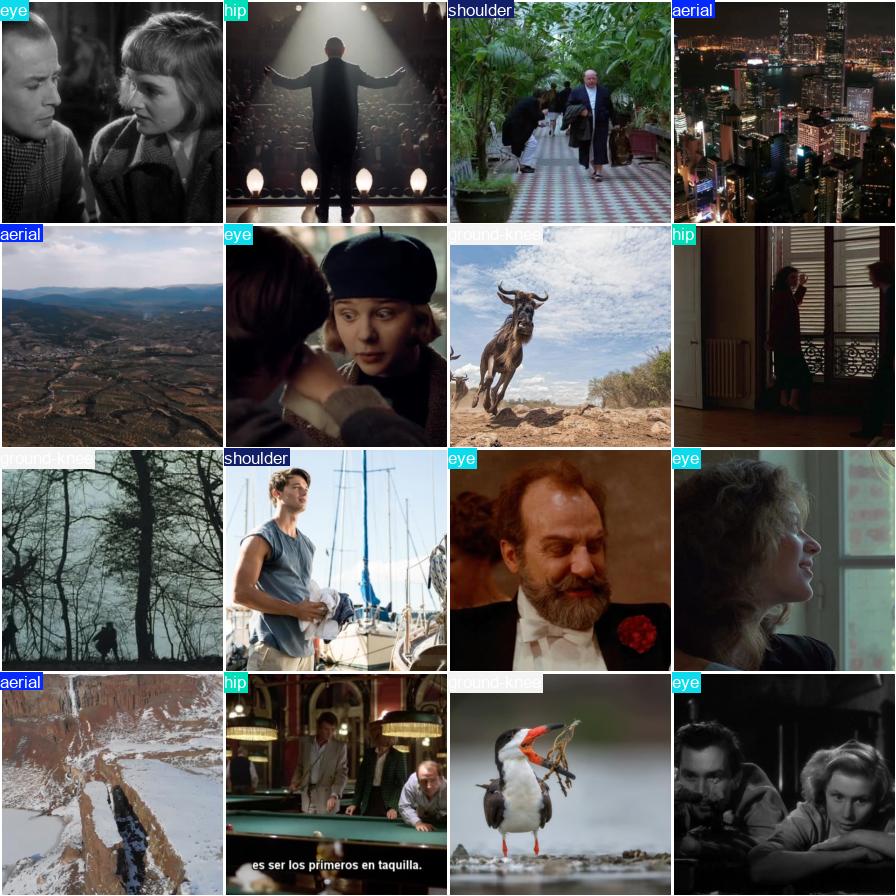 eye
hip
shoulder
aerial
aerial
eye
ground-knee
hip
ground-knee
shoulder
eye
eye
aerial
hip
ground-knee
eye
es ser los primeros en taquilla.